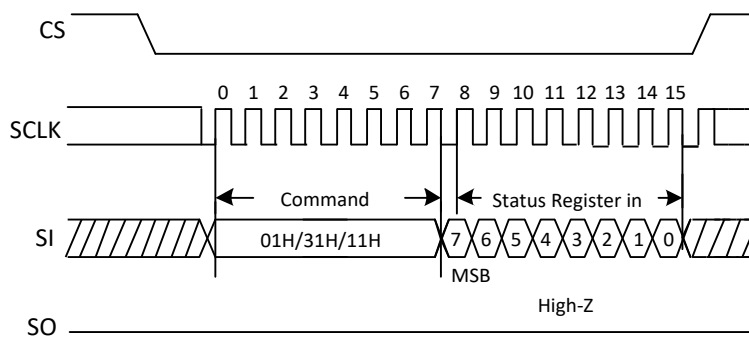 CS
0 1 2 3 4 5 6 7 8 9 10 11 12 13 14 15
SCLK
Command Status Register in
SI 01H/31H/11H 7 6 5 4 3 2 1 0
MSB
High-Z
SO